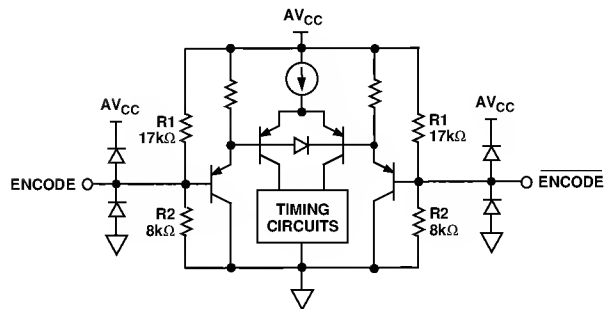 AVCC
AVCC
R1
17kΩ
R1
17kΩ
AVCC
ENCODE
ENCODE
R2
8kΩ
TIMING
CIRCUITS
R2
8kΩ